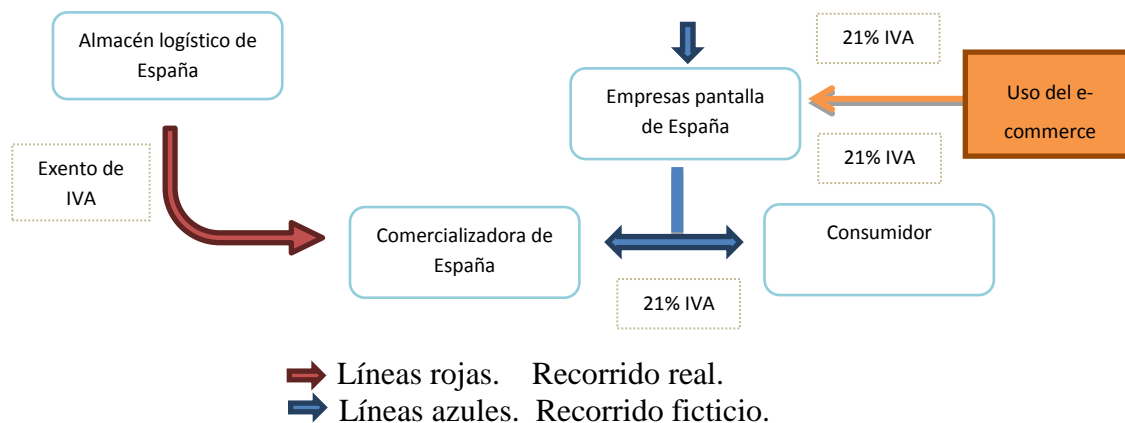 Almacén logístico de
España
21% IVA
Empresas pantalla
de España
Uso del e-
commerce
21% IVA
Exento de
IVA
Comercializadora de
España
Consumidor
21% IVA
Líneas rojas. Recorrido real.
Líneas azules. Recorrido ficticio.